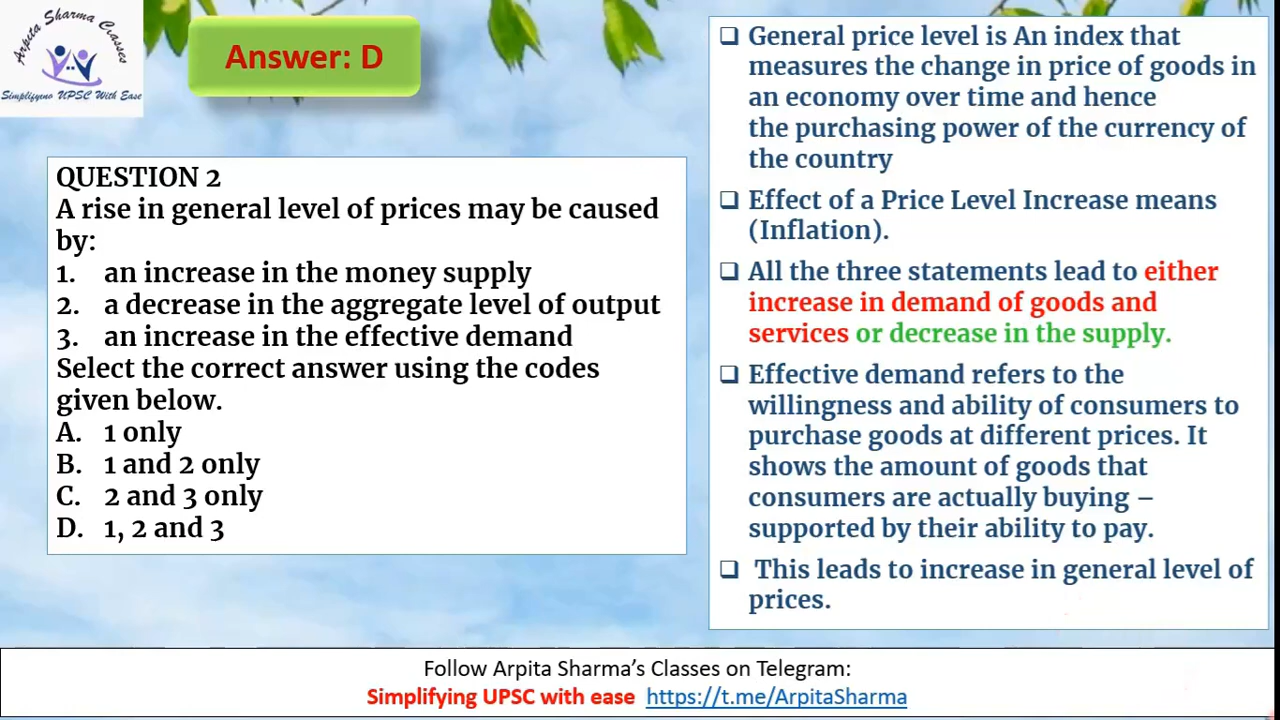 Arpita Sharma Classes
Simplifyng UPSC With Ease
Answer: D
QUESTION 2
A rise in general level of prices may be caused
by:
1. an increase in the money supply
2. a decrease in the aggregate level of output
3. an increase in the effective demand
Select the correct answer using the codes
given below.
A. 1 only
B. 1 and 2 only
C. 2 and 3 only
D. 1, 2 and 3
General price level is An index that
measures the change in price of goods in
an economy over time and hence
the purchasing power of the currency of
the country
Effect of a Price Level Increase means
(Inflation).
All the three statements lead to either
increase in demand of goods and
services or decrease in the supply.
Effective demand refers to the
willingness and ability of consumers to
purchase goods at different prices. It
shows the amount of goods that
consumers are actually buying –
supported by their ability to pay.
This leads to increase in general level of
prices.
Follow Arpita Sharma's Classes on Telegram:
Simplifying UPSC with ease https://t.me/ArpitaSharma